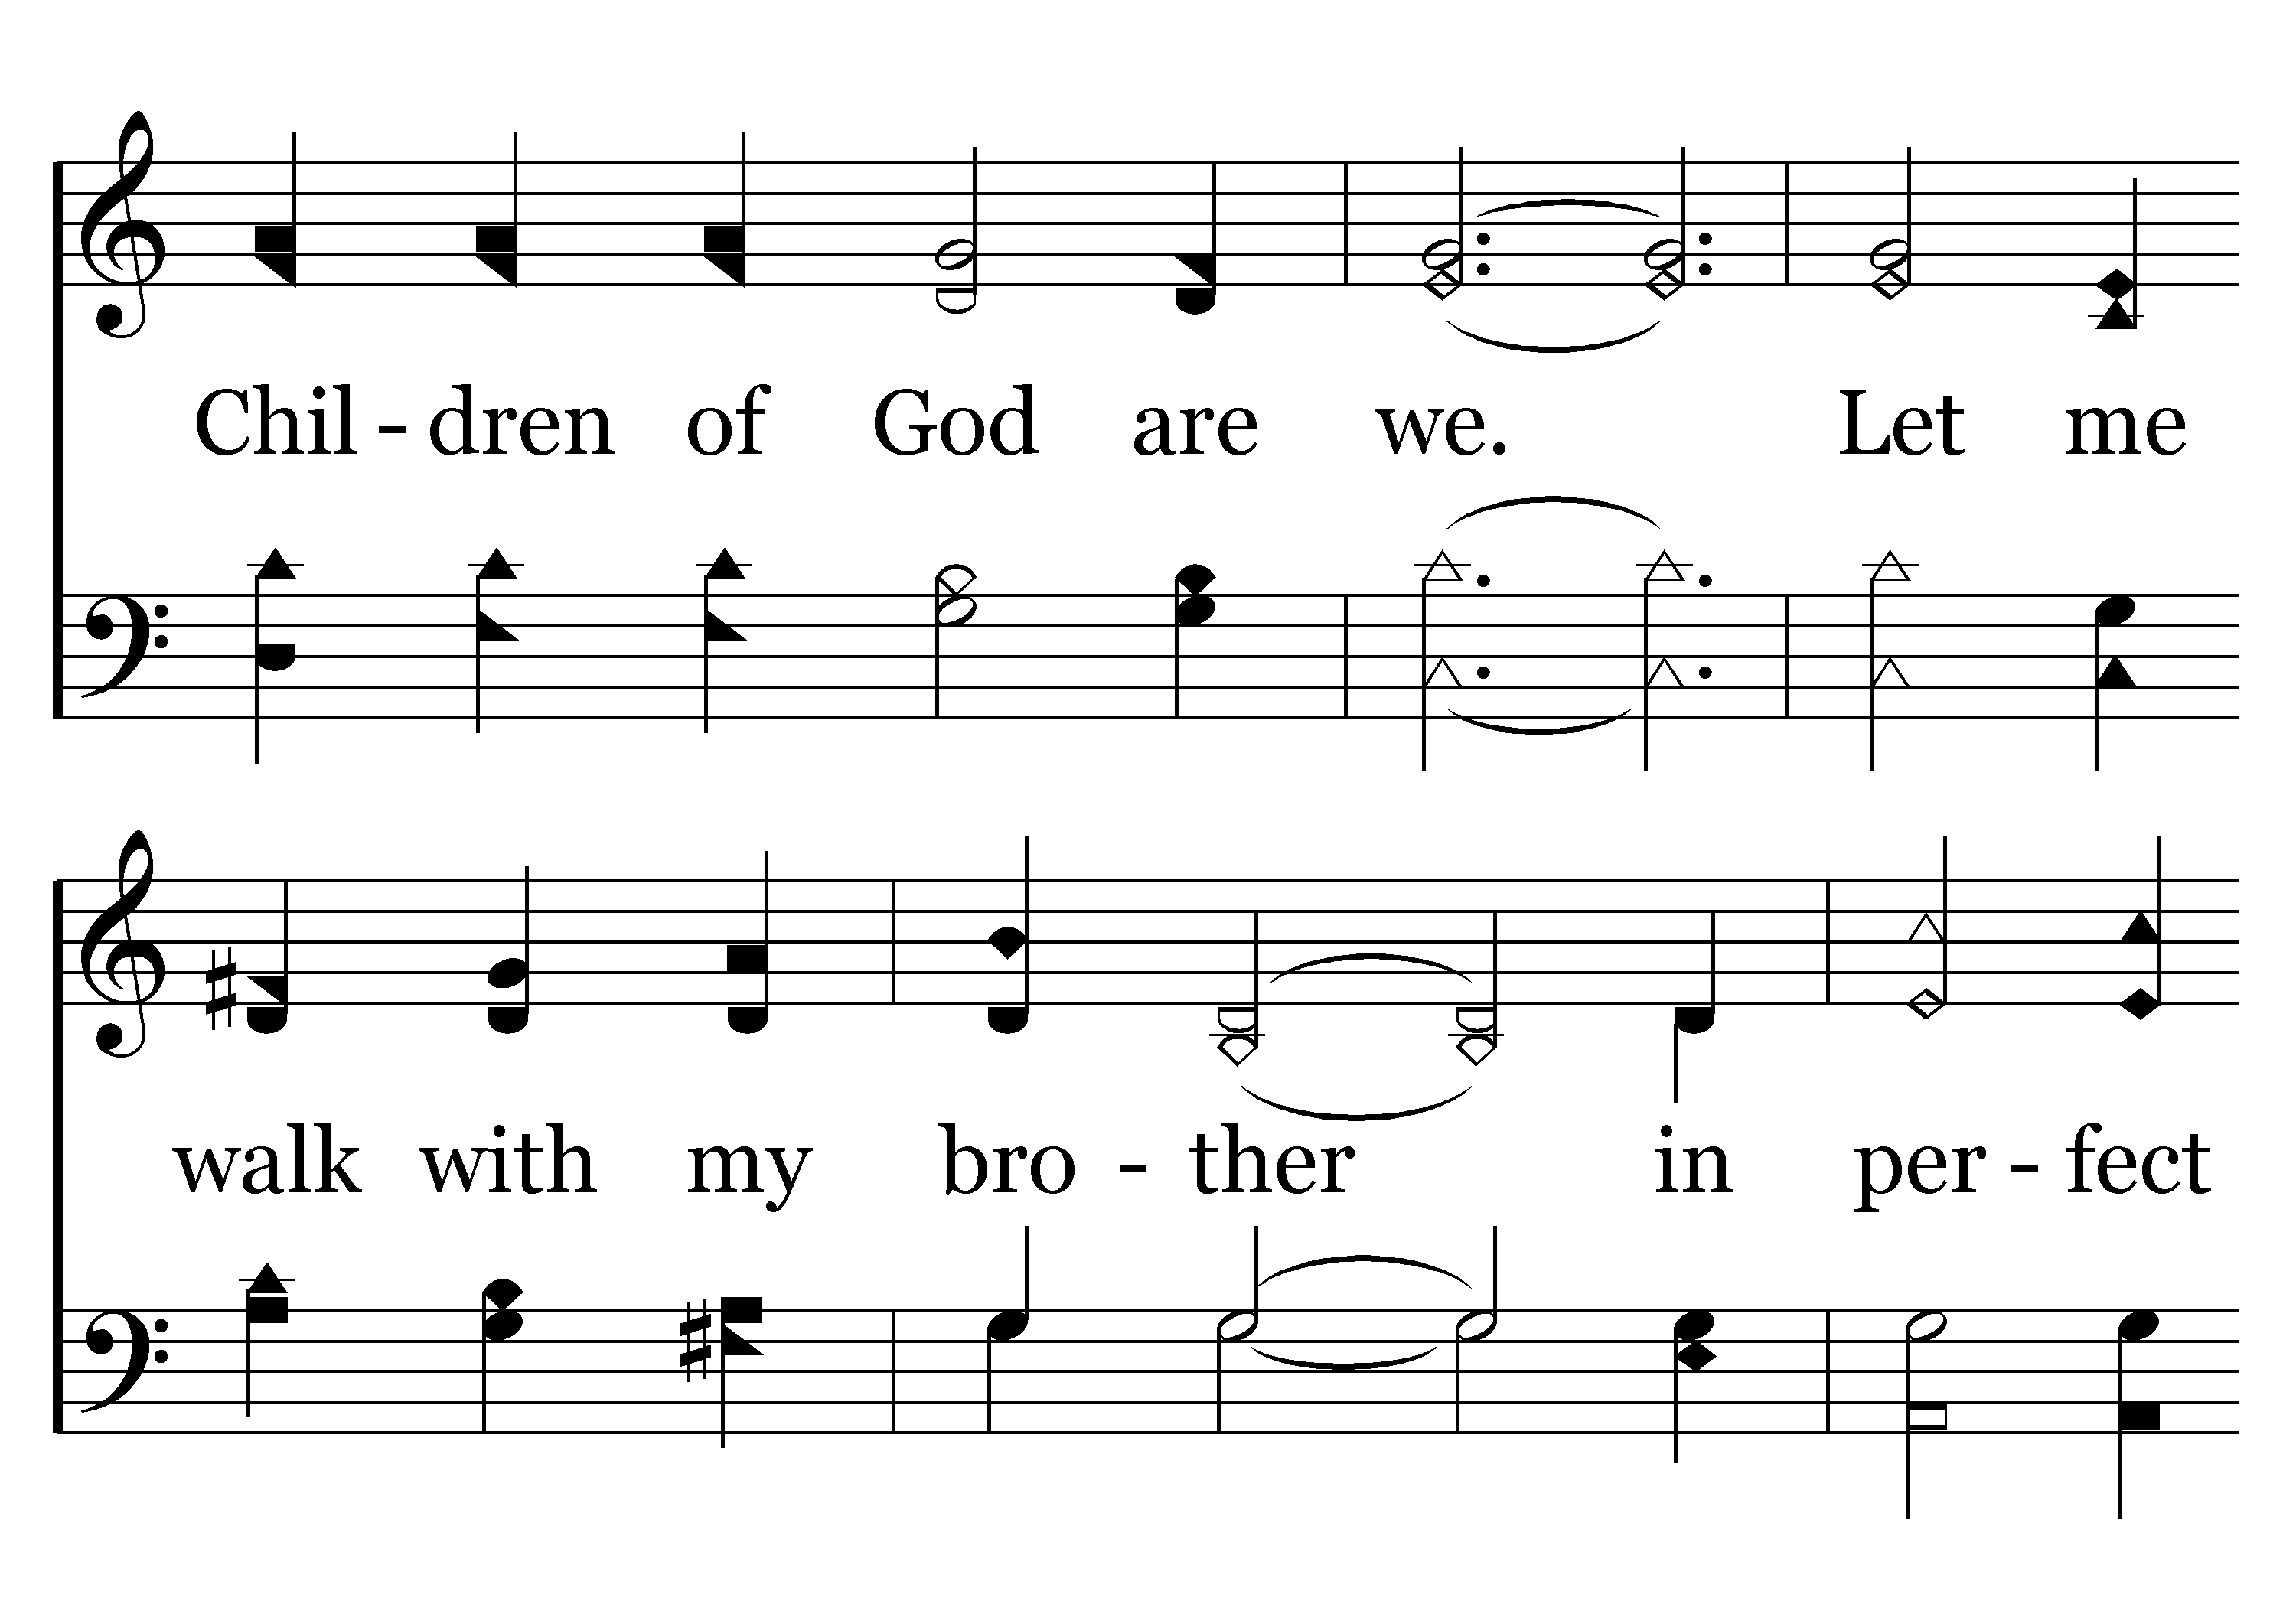 Chil - dren of God are we. Let me
walk with my bro - ther in per - fect